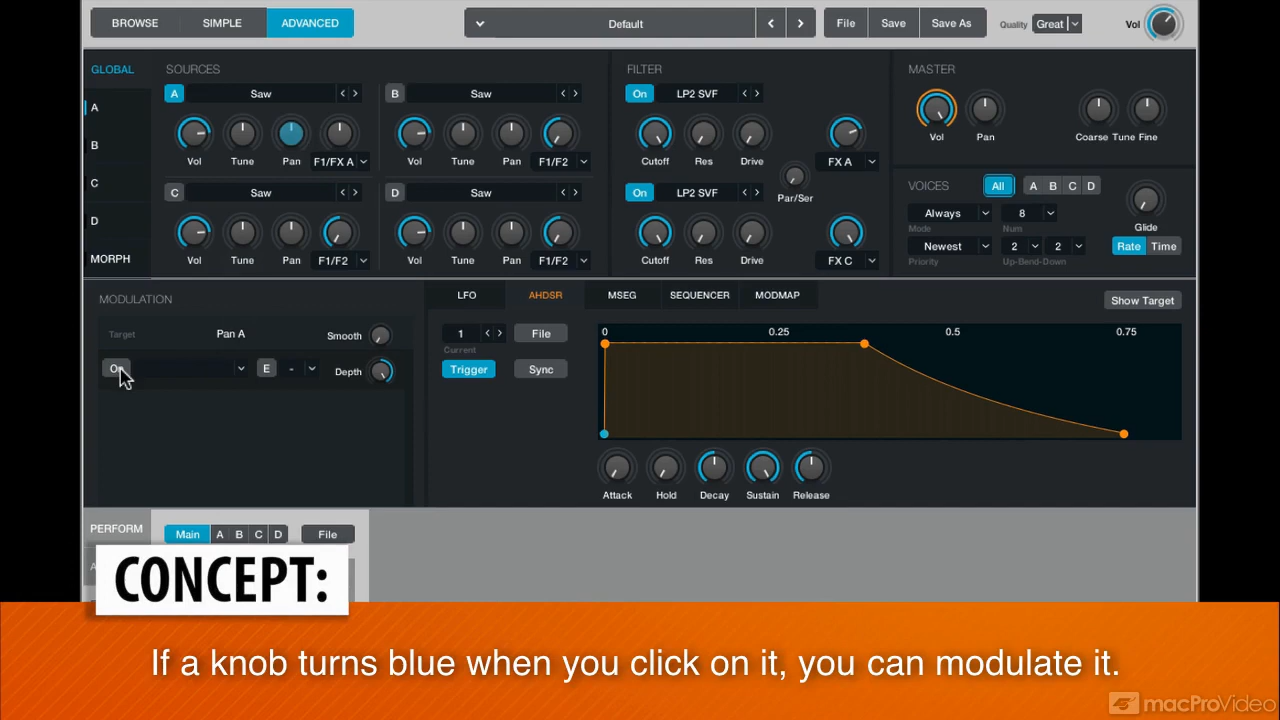 BROWSE SIMPLE ADVANCED Default File Save Save As Quality Great Vol
GLOBAL SOURCES FILTER MASTER
A Saw B Saw On LP2 SVF
A
B
Vol Tune Pan F1/FX A Vol Tune Pan F1/F2 Cutoff Res Drive FX A
Vol Pan Coarse Tune Fine
C
C Saw D Saw On LP2 SVF Par/Ser
VOICES All A B C D
D
Always 8
Mode Num Glide
Newest 2 2 Rate Time
Priority Up-Bend-Down
MORPH Vol Tune Pan F1/F2 Vol Tune Pan F1/F2 Cutoff Res Drive FX C
MODULATION LFO AHDSR MSEG SEQUENCER MODMAP Show Target
Target Pan A Smooth
1 File
Current
0 0.25 0.5 0.75
E - Depth
Trigger Sync
Attack Hold Decay Sustain Release
PERFORM Main A B C D File
CONCEPT:
If a knob turns blue when you click on it, you can modulate it.
macProVideo